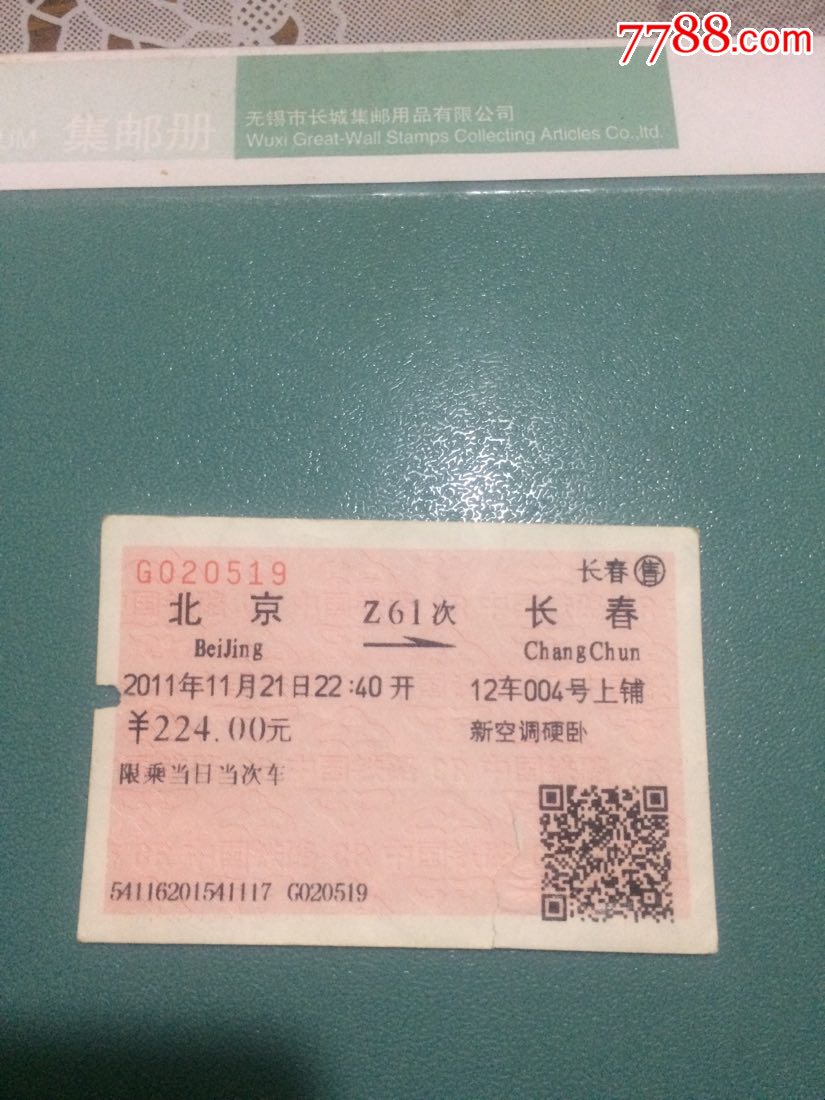 7788.com
UM 集邮册
无锡市长城集邮用品有限公司
Wuxi Great-Wall Stamps Collecting Articles Co.,ltd.
G020519 长春 售
北京 Z61次 长春
BeiJing ChangChun
2011年11月21日22:40开 12车004号上铺
¥224.00元 新空调硬卧
限乘当日当次车
54116201541117 G020519